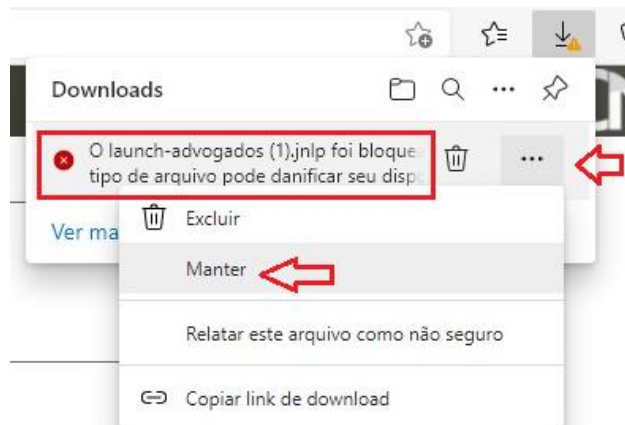 Downloads
O launch-advogados (1).jnlp foi bloque
tipo de arquivo pode danificar seu disp
Ver ma
Excluir
Manter
Relatar este arquivo como não seguro
Copiar link de download